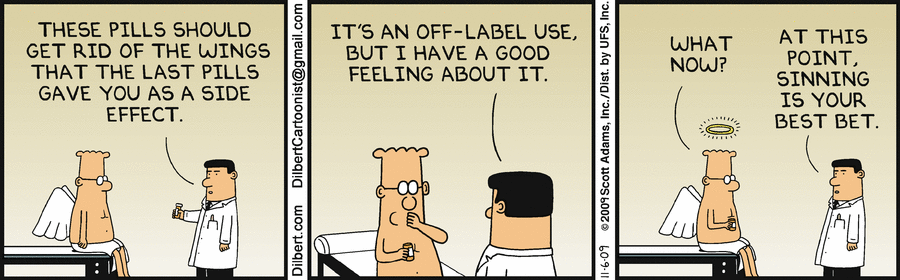 THESE PILLS SHOULD
GET RID OF THE WINGS
THAT THE LAST PILLS
GAVE YOU AS A SIDE
EFFECT.
Dilbert.com DilbertCartoonist@gmail.com
IT'S AN OFF-LABEL USE,
BUT I HAVE A GOOD
FEELING ABOUT IT.
11-6-09 ©2009 Scott Adams, Inc./Dist. by UFS, Inc.
WHAT
NOW?
AT THIS
POINT,
SINNING
IS YOUR
BEST BET.